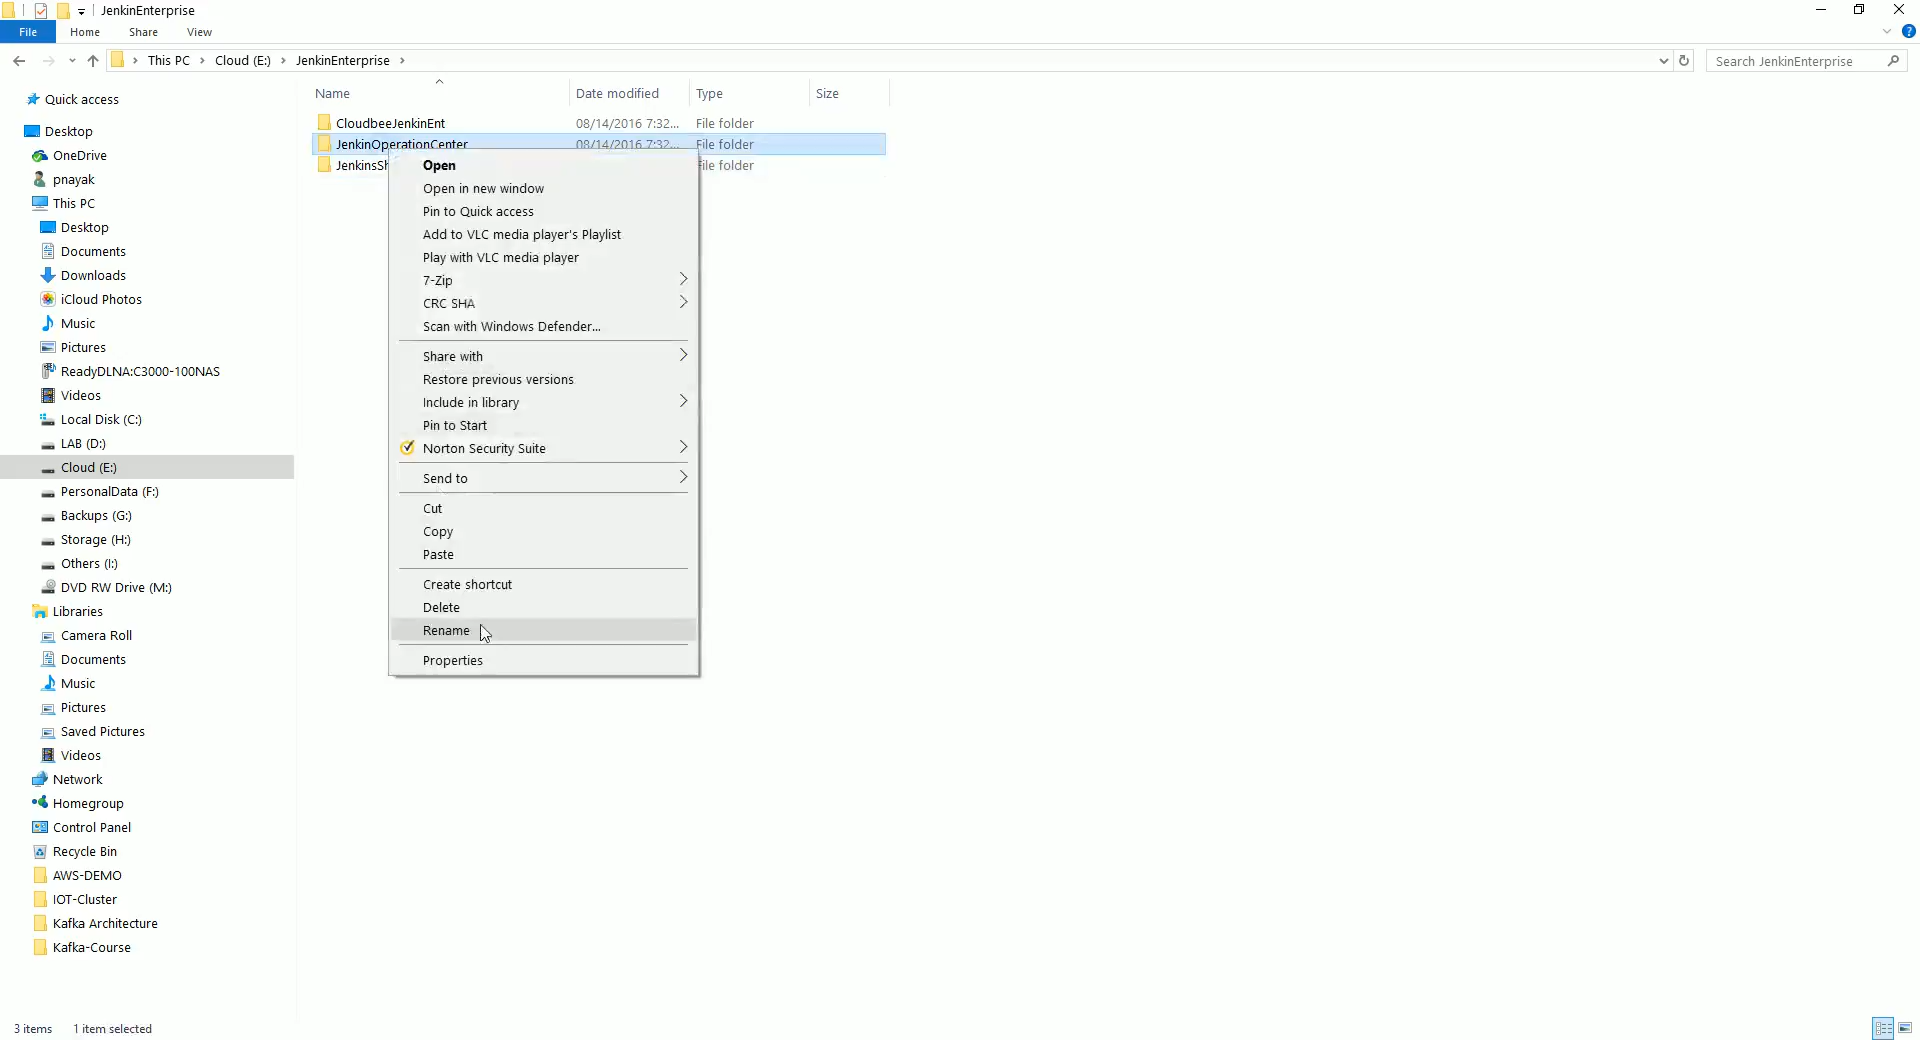 JenkinEnterprise
File Home Share View
This PC Cloud (E:) JenkinEnterprise
Search JenkinEnterprise
Name Date modified Type Size
CloudbeeJenkinEnt 08/14/2016 7:32... File folder
JenkinOperationCenter 08/14/2016 7:32... File folder
JenkinsSh File folder
Quick access
Desktop
OneDrive
pnayak
This PC
Desktop
Documents
Downloads
iCloud Photos
Music
Pictures
ReadyDLNA:C3000-100NAS
Videos
Local Disk (C:)
LAB (D:)
Cloud (E:)
PersonalData (F:)
Backups (G:)
Storage (H:)
Others (I:)
DVD RW Drive (M:)
Libraries
Camera Roll
Documents
Music
Pictures
Saved Pictures
Videos
Network
Homegroup
Control Panel
Recycle Bin
AWS-DEMO
IOT-Cluster
Kafka Architecture
Kafka-Course
Open
Open in new window
Pin to Quick access
Add to VLC media player's Playlist
Play with VLC media player
7-Zip
CRC SHA
Scan with Windows Defender...
Share with
Restore previous versions
Include in library
Pin to Start
Norton Security Suite
Send to
Cut
Copy
Paste
Create shortcut
Delete
Rename
Properties
3 items 1 item selected